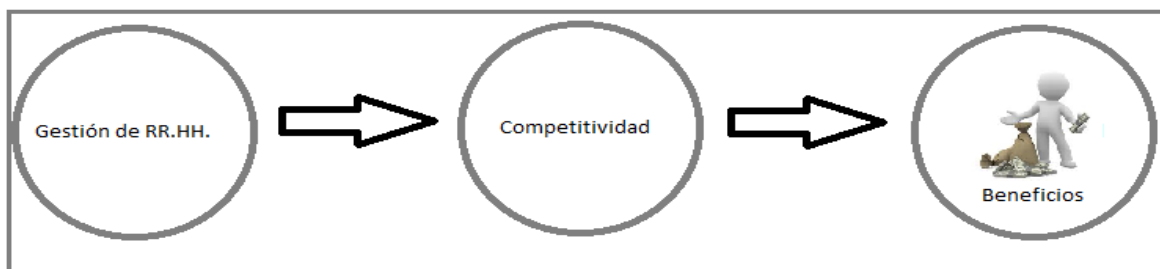 Gestión de RR.HH.
Competitividad
Beneficios